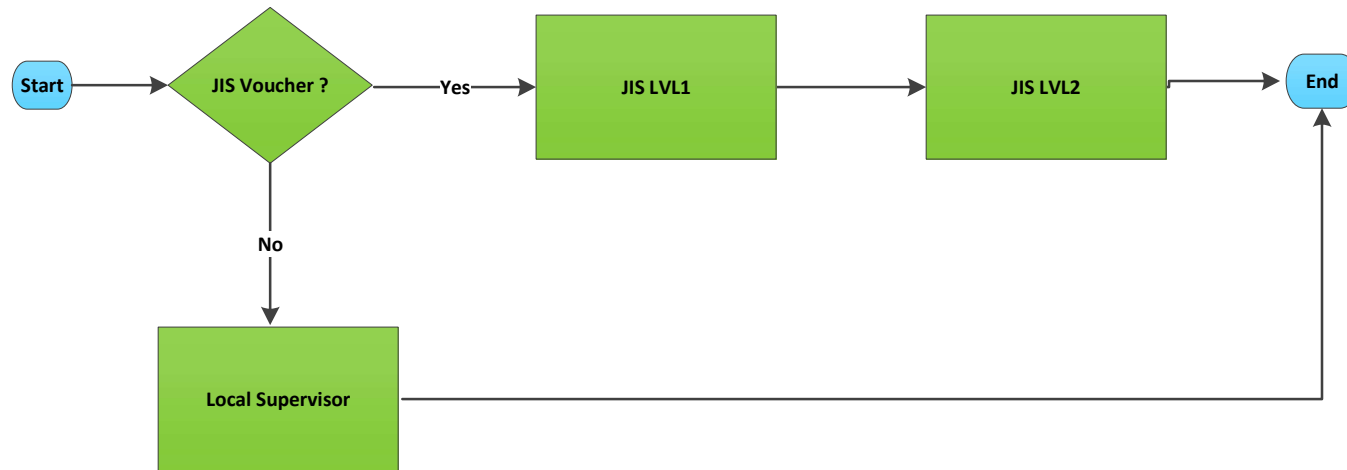 Start
JIS Voucher ?
Yes
JIS LVL1
JIS LVL2
End
No
Local Supervisor